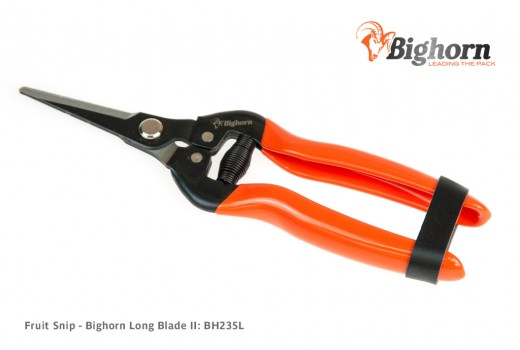 Bighorn
LEADING THE PACK
Bighorn
Fruit Snip - Bighorn Long Blade II: BH235L